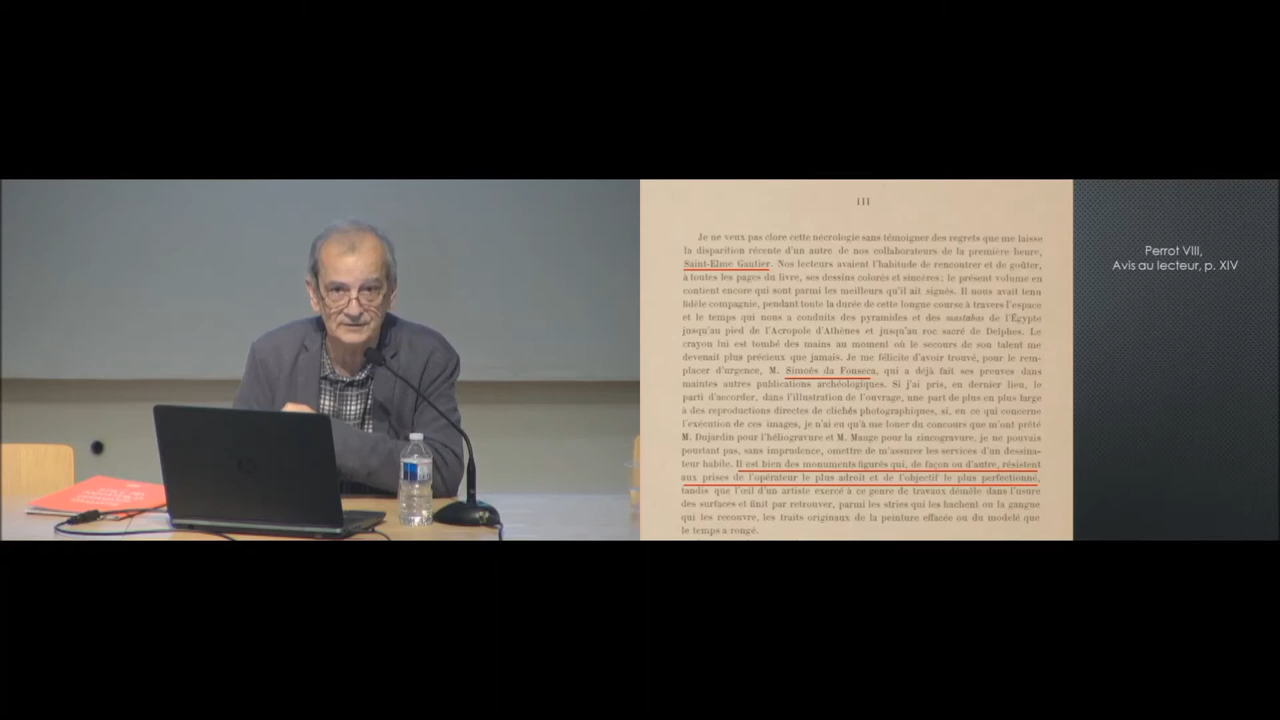 III
Je ne veux pas clore cette nécrologie sans témoigner des regrets que me laisse
la disparition récente d'un autre de nos collaborateurs de la première heure,
Saint-Elme Gautier. Nos lecteurs avaient l'habitude de rencontrer et de goûter,
à toutes les pages du livre, ses dessins colorés et sincères; le présent volume en
contient encore qui sont parmi les meilleurs qu'il ait signés. Il nous avait tenu
fidèle compagnie, pendant toute la durée de cette longue course à travers l'espace
et le temps qui nous a conduits des pyramides et des mastabas de l'Égypte
jusqu'au pied de l'Acropole d'Athènes et jusqu'au roc sacré de Delphes. Le
crayon lui est tombé des mains au moment où le secours de son talent me
devenait plus précieux que jamais. Je me félicite d'avoir trouvé, pour le rem-
placer d'urgence, M. Simoës da Fonseca, qui a déjà fait ses preuves dans
maintes autres publications archéologiques. Si j'ai pris, en dernier lieu, le
parti d'accorder, dans l'illustration de l'ouvrage, une part de plus en plus large
à des reproductions directes de clichés photographiques, si, en ce qui concerne
l'exécution de ces images, je n'ai eu qu'à me louer du concours que m'ont prêté
M. Dujardin pour l'héliogravure et M. Mauge pour la zincogravure, je ne pouvais
pourtant pas, sans imprudence, omettre de m'assurer les services d'un dessina-
teur habile. Il est bien des monuments figurés qui, de façon ou d'autre, résistent
aux prises de l'opérateur le plus adroit et de l'objectif le plus perfectionné,
tandis que l'œil d'un artiste exercé à ce genre de travaux démêle dans l'usure
des surfaces et finit par retrouver, parmi les stries qui les hachent ou la gangue
qui les recouvre, les traits originaux de la peinture effacée ou du modelé que
le temps a rongé.
Perrot VIII,
Avis au lecteur, p. XIV